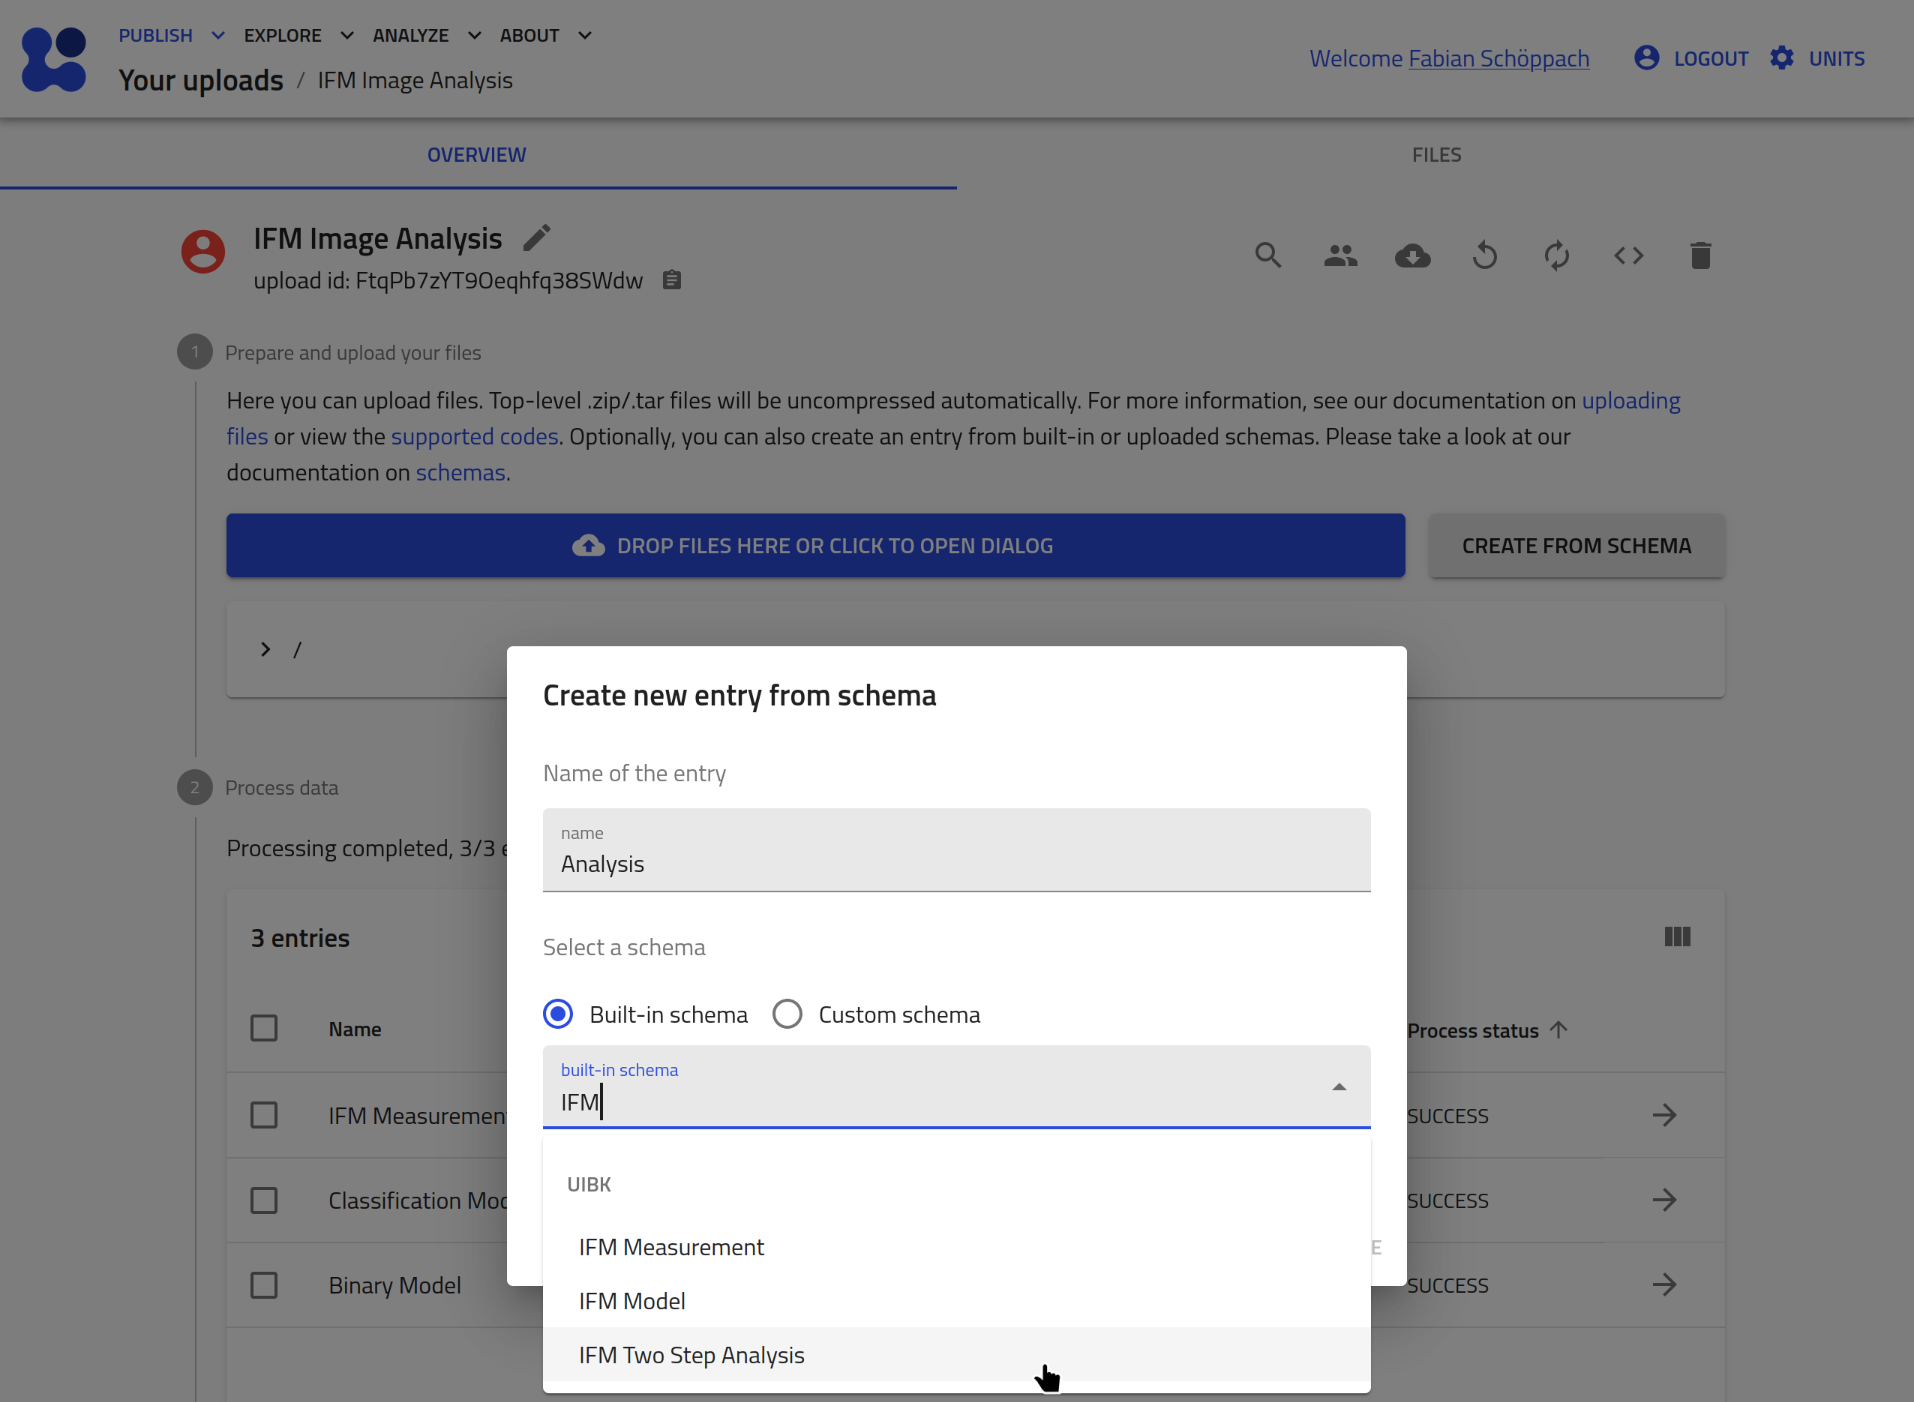 PUBLISH EXPLORE ANALYZE ABOUT
Your uploads / IFM Image Analysis
Welcome Fabian Schöppach LOGOUT UNITS
OVERVIEW FILES
IFM Image Analysis
upload id: FtqPb7zYT9Oeqhfq38SWdw
1 Prepare and upload your files
Here you can upload files. Top-level .zip/.tar files will be uncompressed automatically. For more information, see our documentation on uploading
files or view the supported codes. Optionally, you can also create an entry from built-in or uploaded schemas. Please take a look at our
documentation on schemas.
DROP FILES HERE OR CLICK TO OPEN DIALOG CREATE FROM SCHEMA
/
2 Process data
Processing completed, 3/3
3 entries
Name Process status
IFM Measuremen SUCCESS
Classification Mo SUCCESS
Binary Model SUCCESS
Create new entry from schema
Name of the entry
name
Analysis
Select a schema
Built-in schema Custom schema
built-in schema
IFM
UIBK
IFM Measurement
IFM Model
IFM Two Step Analysis
E